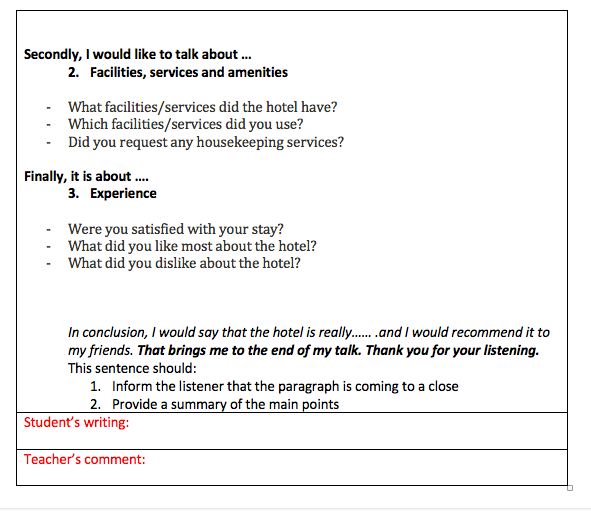 Secondly, I would like to talk about ...
2. Facilities, services and amenities
- What facilities/services did the hotel have?
- Which facilities/services did you use?
- Did you request any housekeeping services?
Finally, it is about ....
3. Experience
- Were you satisfied with your stay?
- What did you like most about the hotel?
- What did you dislike about the hotel?
In conclusion, I would say that the hotel is really...... .and I would recommend it to
my friends. That brings me to the end of my talk. Thank you for your listening.
This sentence should:
1. Inform the listener that the paragraph is coming to a close
2. Provide a summary of the main points
Student's writing:
Teacher's comment: